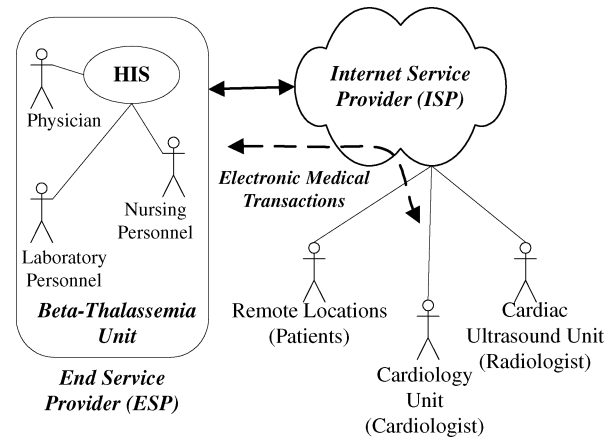 HIS
Physician
Nursing
Personnel
Laboratory
Personnel
Beta-Thalassemia
Unit
End Service
Provider (ESP)
Internet Service
Provider (ISP)
Electronic Medical
Transactions
Remote Locations
(Patients)
Cardiology
Unit
(Cardiologist)
Cardiac
Ultrasound Unit
(Radiologist)